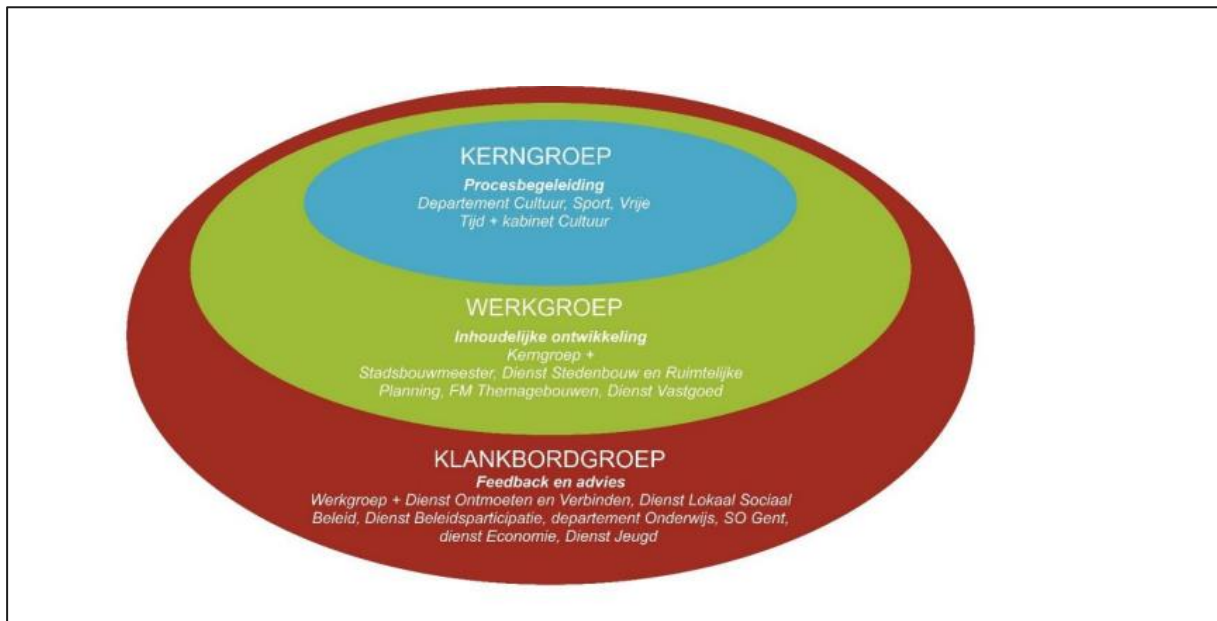 KERNGROEP
Procesbegeleiding
Departement Cultuur, Sport, Vrije
Tijd + kabinet Cultuur
WERKGROEP
Inhoudelijke ontwikkeling
Kerngroep +
Stadsbouwmeester, Dienst Stedenbouw en Ruimtelijke
Planning, FM Themagebouwen, Dienst Vastgoed
KLANKBORDGROEP
Feedback en advies
Werkgroep + Dienst Ontmoeten en Verbinden, Dienst Lokaal Sociaal
Beleid, Dienst Beleidsparticipatie, departement Onderwijs, SO Gent,
dienst Economie, Dienst Jeugd